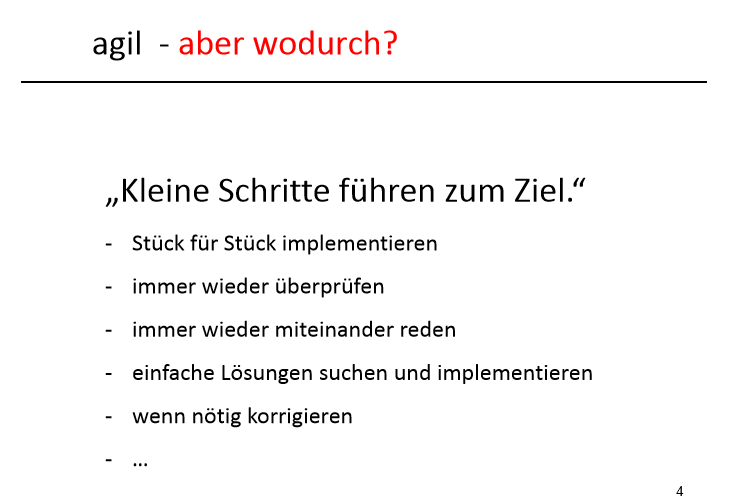 agil  - aber wodurch?
„Kleine Schritte führen zum Ziel.“
- Stück für Stück implementieren
- immer wieder überprüfen
- immer wieder miteinander reden
- einfache Lösungen suchen und implementieren
- wenn nötig korrigieren
- …
4